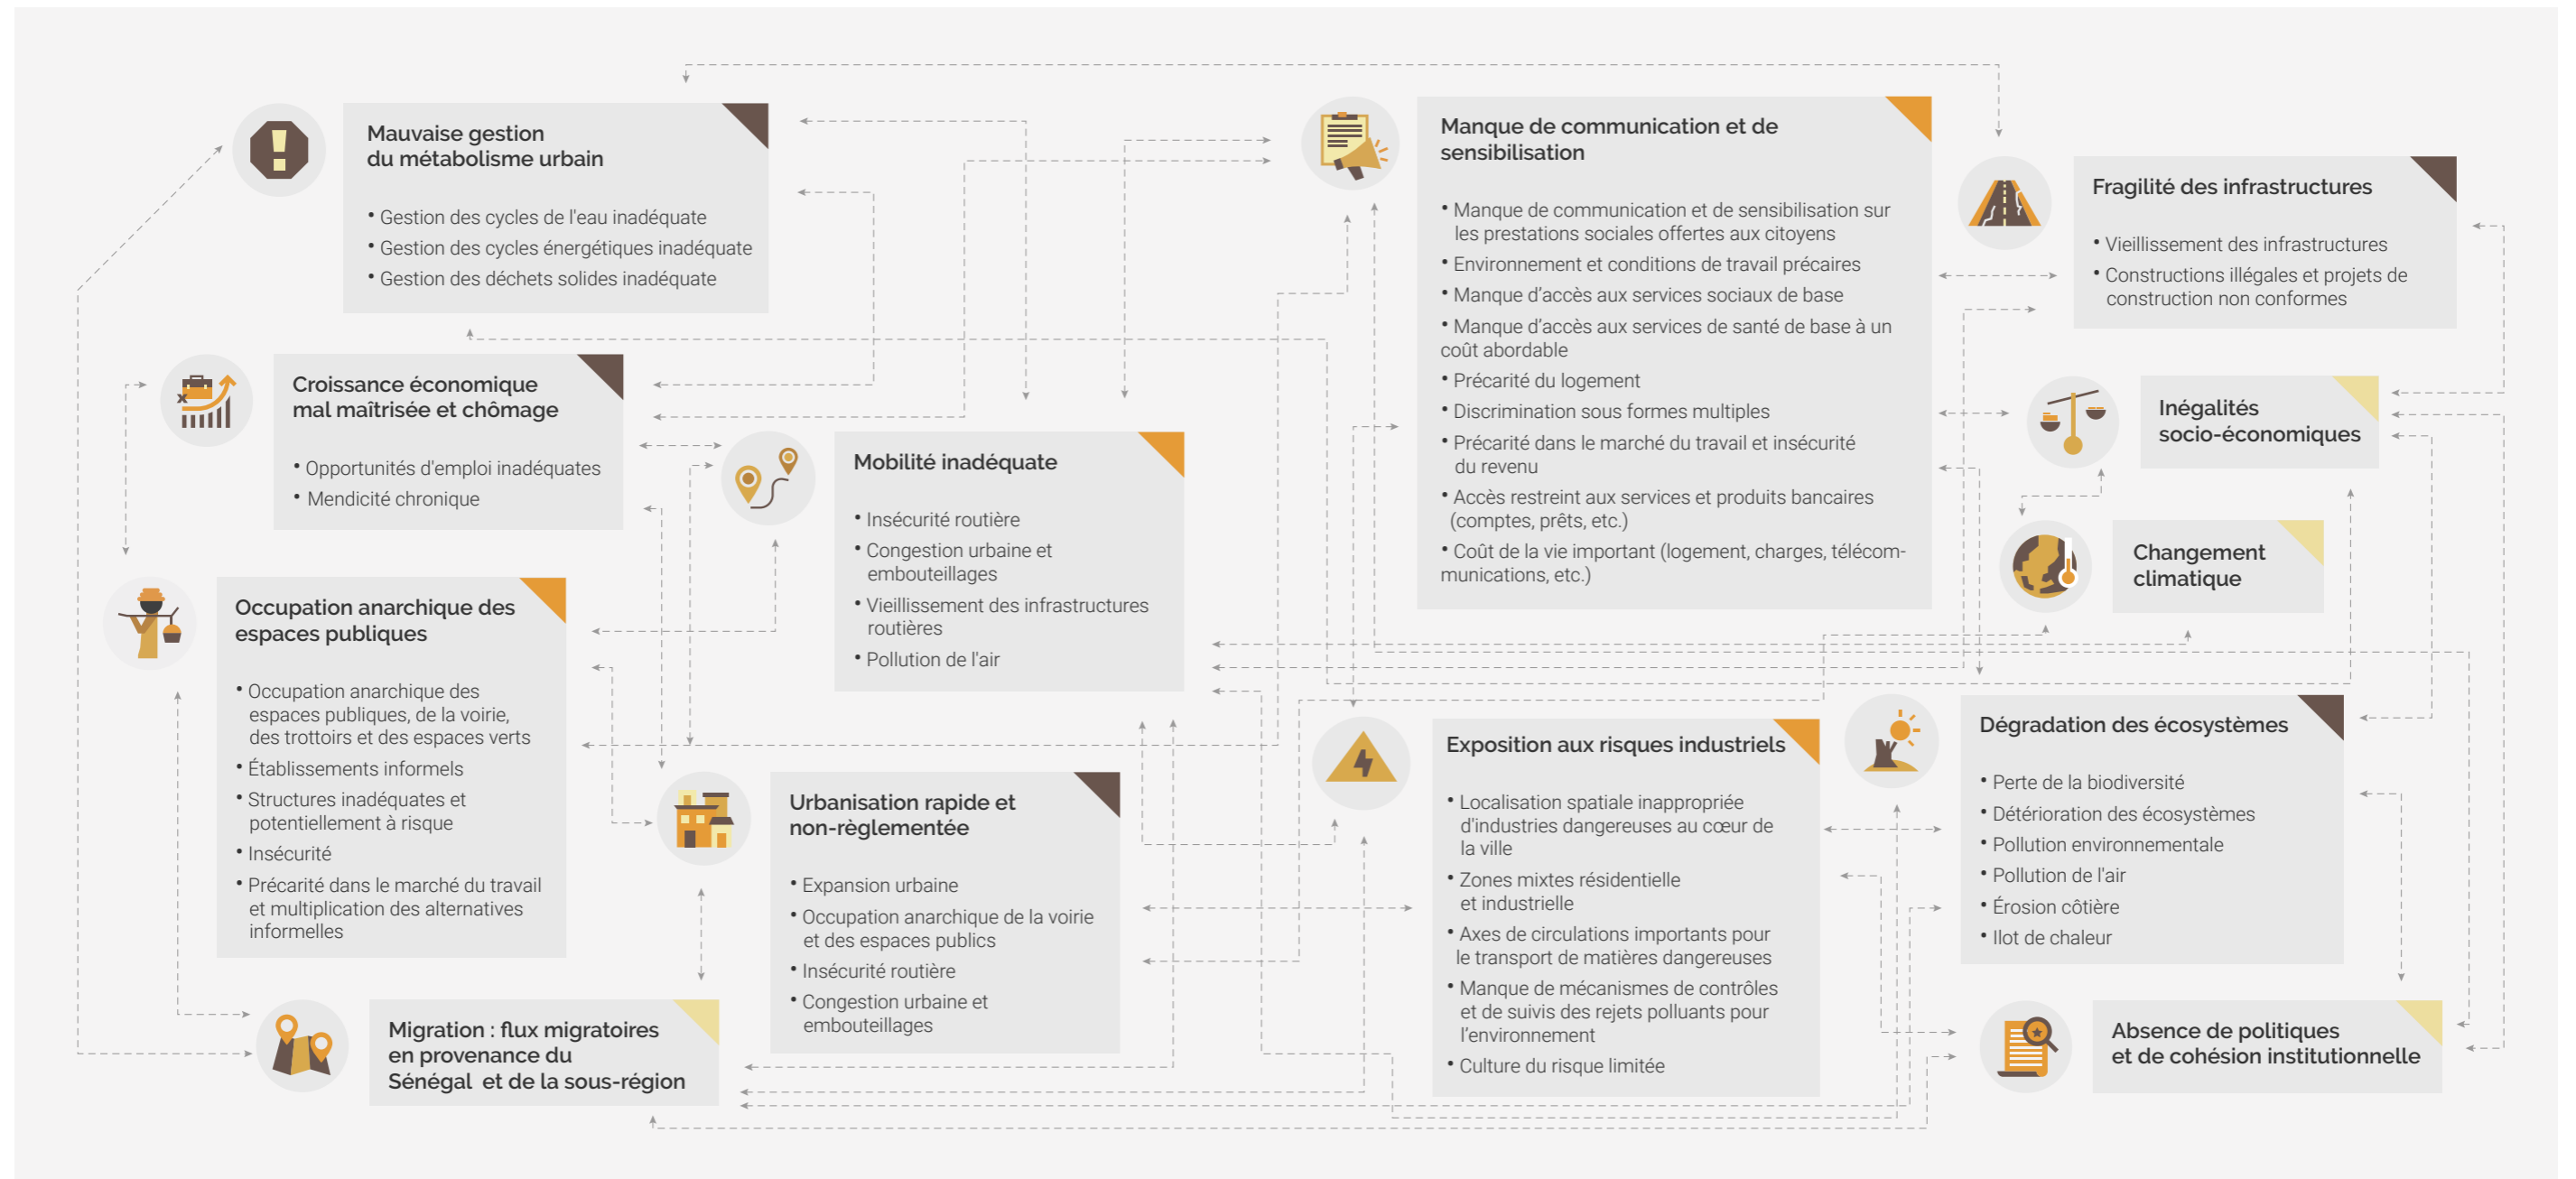 Mauvaise gestion
du métabolisme urbain
• Gestion des cycles de l'eau inadéquate
• Gestion des cycles énergétiques inadéquate
• Gestion des déchets solides inadéquate
Croissance économique
mal maîtrisée et chômage
• Opportunités d'emploi inadéquates
• Mendicité chronique
Mobilité inadéquate
• Insécurité routière
• Congestion urbaine et
embouteillages
• Vieillissement des infrastructures
routières
• Pollution de l'air
Occupation anarchique des
espaces publiques
• Occupation anarchique des
espaces publiques, de la voirie,
des trottoirs et des espaces verts
• Établissements informels
• Structures inadéquates et
potentiellement à risque
• Insécurité
• Précarité dans le marché du travail
et multiplication des alternatives
informelles
Urbanisation rapide et
non-règlementée
• Expansion urbaine
• Occupation anarchique de la voirie
et des espaces publics
• Insécurité routière
• Congestion urbaine et
embouteillages
Migration : flux migratoires
en provenance du
Sénégal et de la sous-région
Manque de communication et de
sensibilisation
• Manque de communication et de sensibilisation sur
les prestations sociales offertes aux citoyens
• Environnement et conditions de travail précaires
• Manque d'accès aux services sociaux de base
• Manque d'accès aux services de santé de base à un
coût abordable
• Précarité du logement
• Discrimination sous formes multiples
• Précarité dans le marché du travail et insécurité
du revenu
• Accès restreint aux services et produits bancaires
(comptes, prêts, etc.)
• Coût de la vie important (logement, charges, télécom-
munications, etc.)
Fragilité des infrastructures
• Vieillissement des infrastructures
• Constructions illégales et projets de
construction non conformes
Inégalités
socio-économiques
Changement
climatique
Exposition aux risques industriels
• Localisation spatiale inappropriée
d'industries dangereuses au cœur de
la ville
• Zones mixtes résidentielle
et industrielle
• Axes de circulations importants pour
le transport de matières dangereuses
• Manque de mécanismes de contrôles
et de suivis des rejets polluants pour
l'environnement
• Culture du risque limitée
Dégradation des écosystèmes
• Perte de la biodiversité
• Détérioration des écosystèmes
• Pollution environnementale
• Pollution de l'air
• Érosion côtière
• Ilot de chaleur
Absence de politiques
et de cohésion institutionnelle